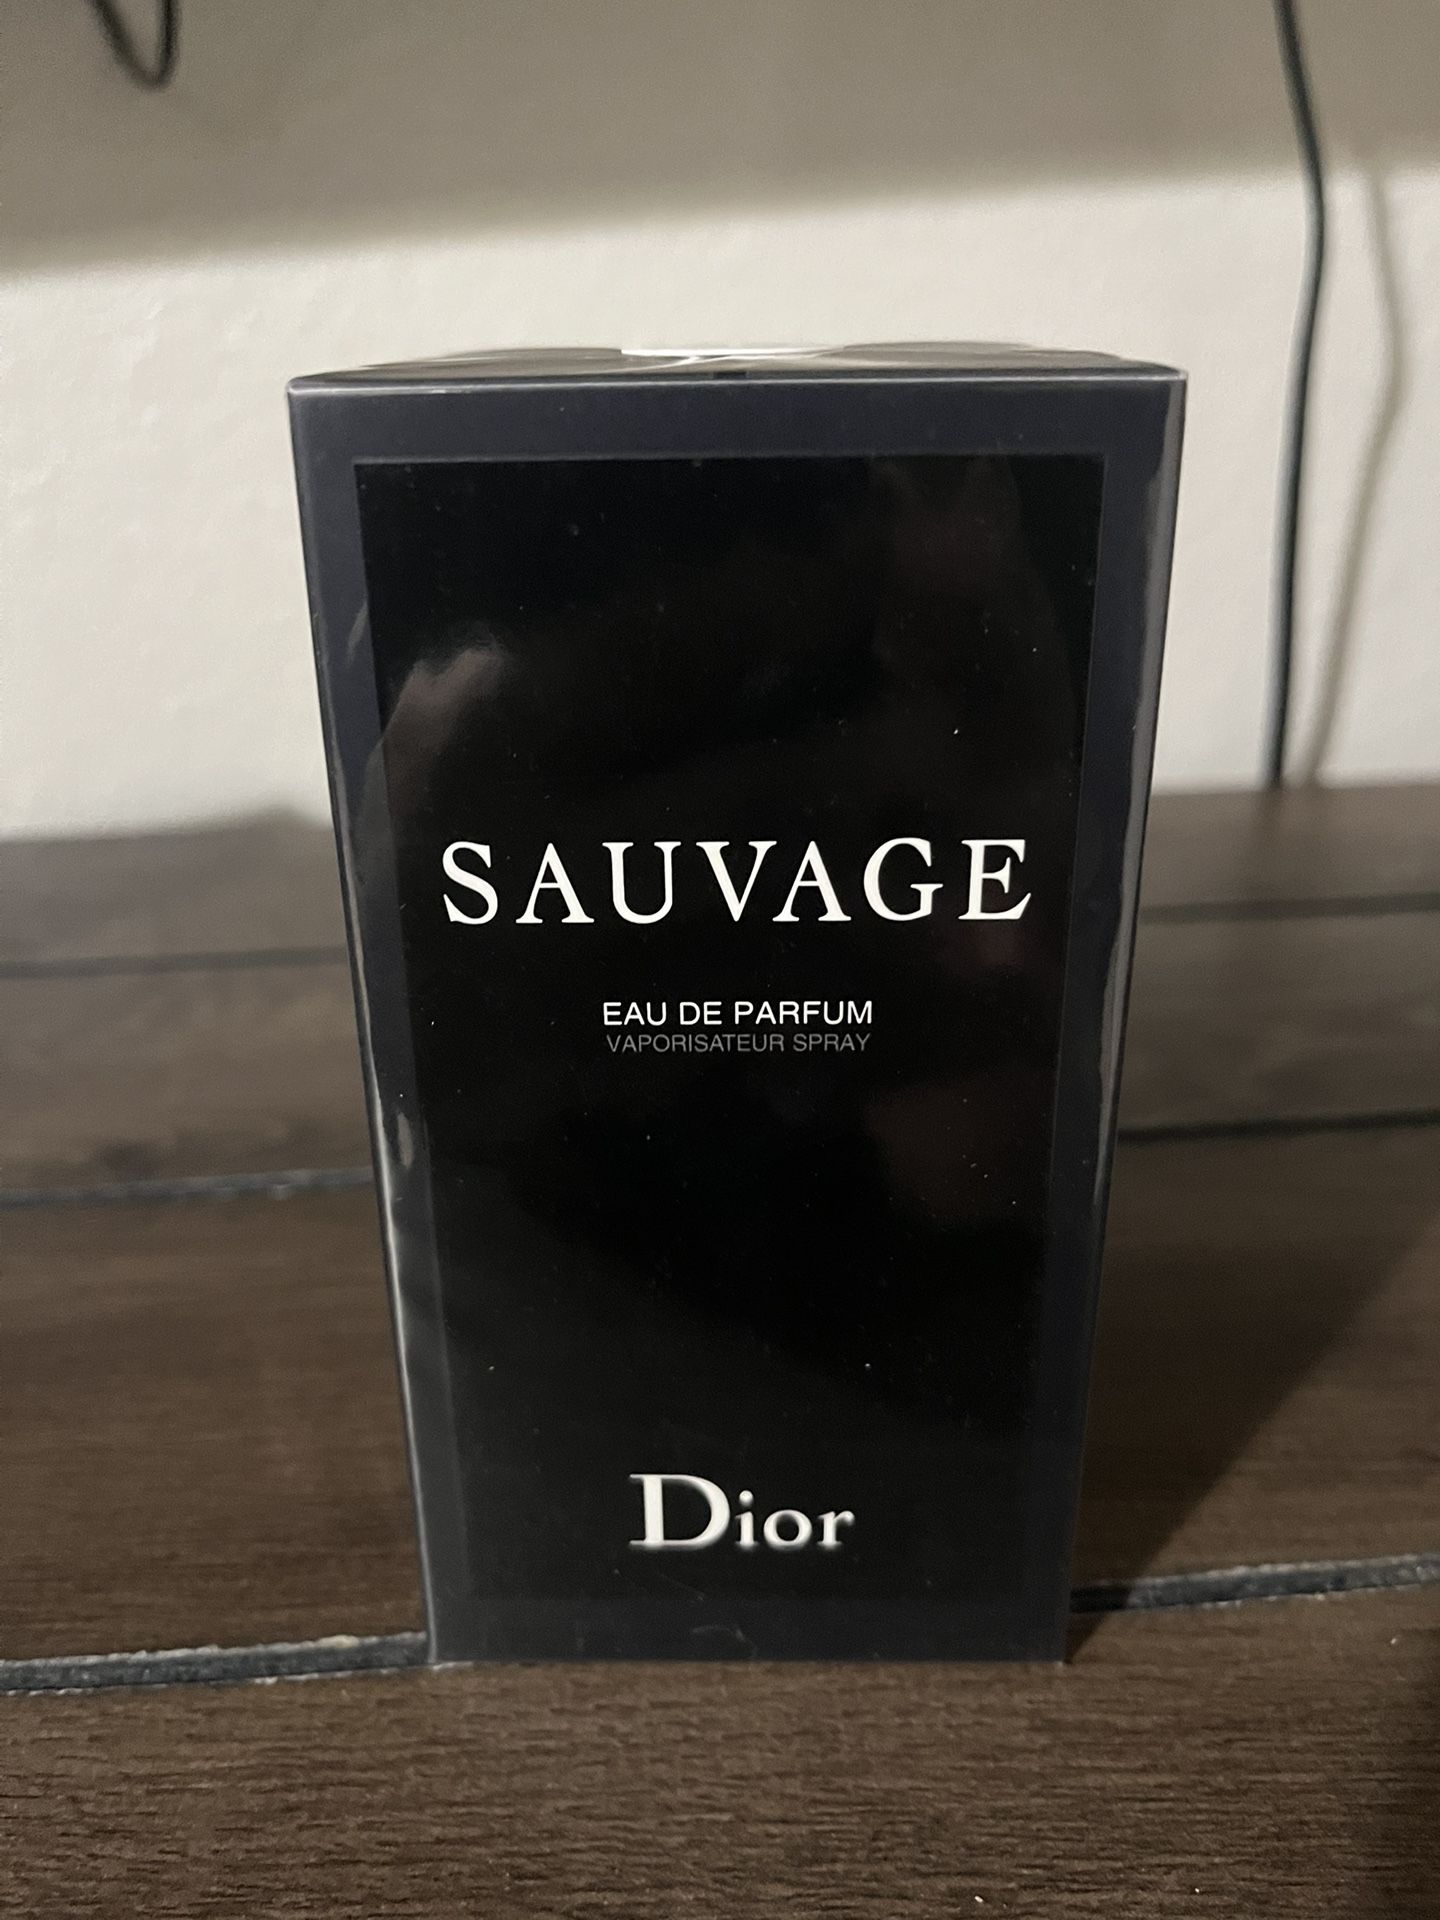 SAUVAGE
EAU DE PARFUM
VAPORISATEUR SPRAY
Dior